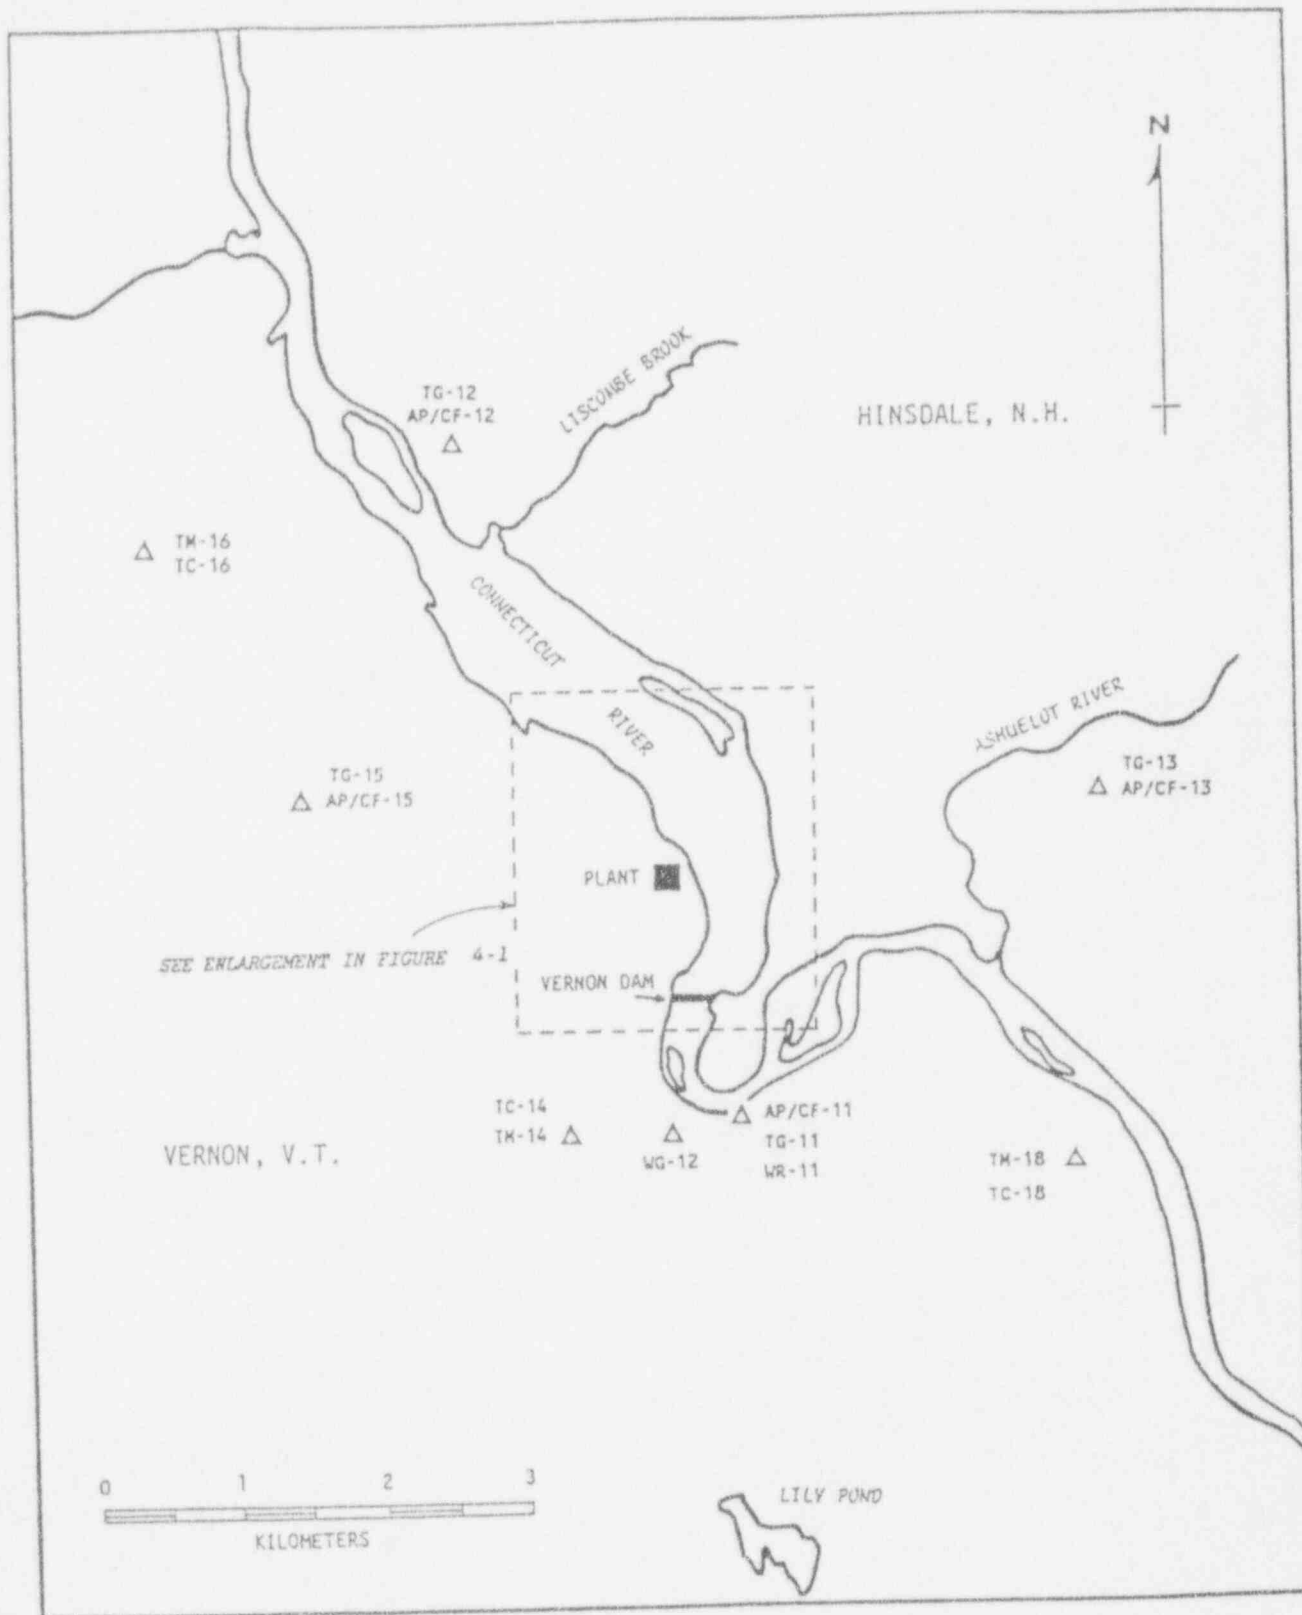 N
TG-12
AP/CF-12
LISCOMBE BROOK
HINSDALE, N.H.
TM-16
TC-16
CONNECTICUT
RIVER
ASHUELOT RIVER
TG-13
AP/CF-13
TG-15
AP/CF-15
PLANT
SEE ENLARGEMENT IN FIGURE 4-1
VERNON DAM
TC-14
TM-14
AP/CF-11
TG-11
WR-11
WG-12
VERNON, V.T.
TM-18
TC-18
0 1 2 3
KILOMETERS
LILY POND